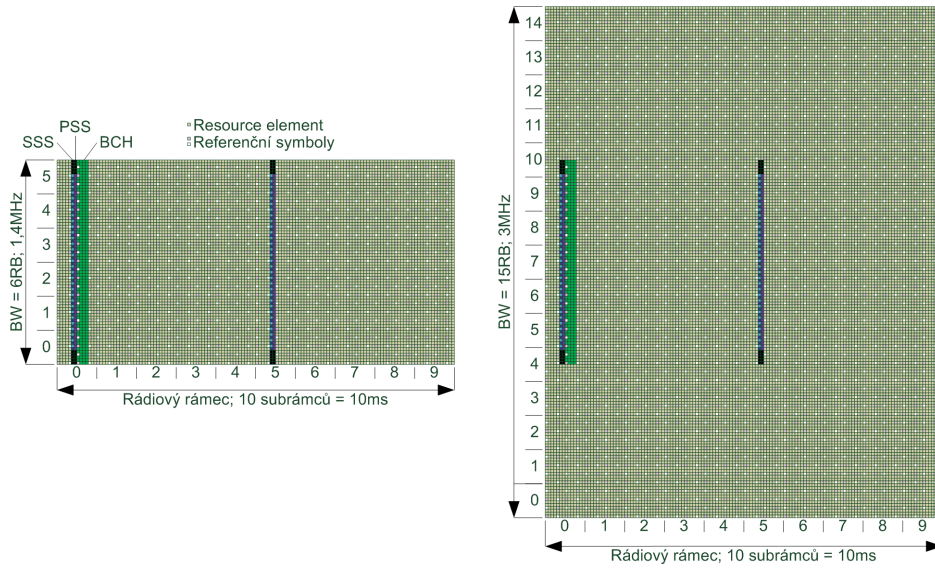 PSS
SSS
BCH
Resource element
Referenční symboly
BW = 6RB; 1,4MHz
5
4
3
2
1
0
0 1 2 3 4 5 6 7 8 9
Rádiový rámec; 10 subrámců = 10ms
BW = 15RB; 3MHz
14
13
12
11
10
9
8
7
6
5
4
3
2
1
0
0 1 2 3 4 5 6 7 8 9
Rádiový rámec; 10 subrámců = 10ms